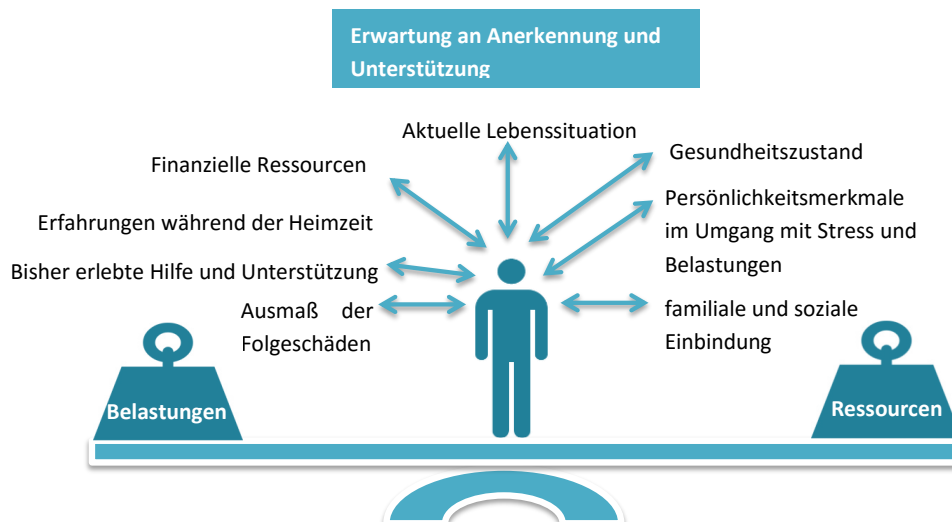 Erwartung an Anerkennung und
Unterstützung
Aktuelle Lebenssituation
Finanzielle Ressourcen
Gesundheitszustand
Erfahrungen während der Heimzeit
Persönlichkeitsmerkmale
im Umgang mit Stress und
Belastungen
Bisher erlebte Hilfe und Unterstützung
Ausmaß der
Folgeschäden
familiale und soziale
Einbindung
Belastungen
Ressourcen